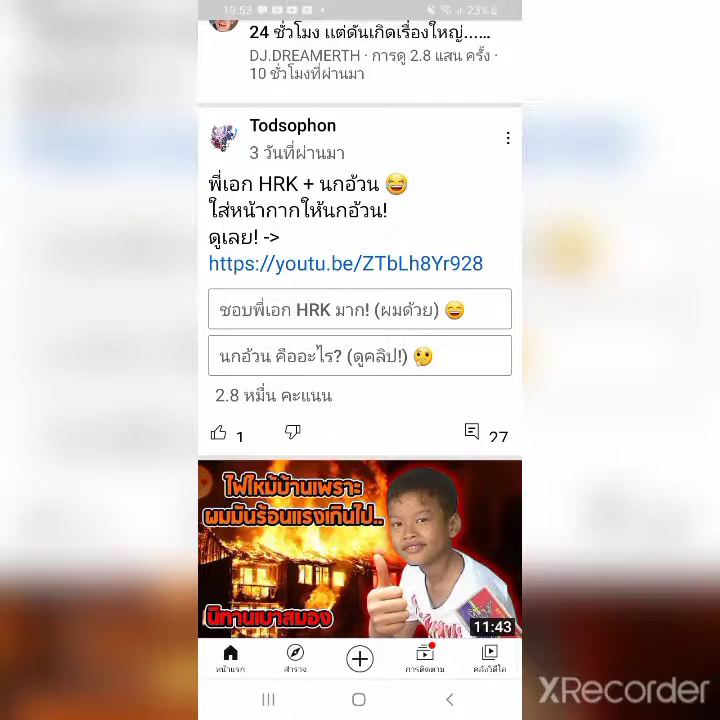 19:53
23%
24 ชั่วโมง แต่ดันเกิดเรื่องใหญ่......
DJ.DREAMERTH · การดู 2.8 แสน ครั้ง ·
10 ชั่วโมงที่ผ่านมา
Todsophon
3 วันที่ผ่านมา
พี่เอก HRK + นกอ้วน 😅
ใส่หน้ากากให้นกอ้วน!
ดูเลย! ->
https://youtu.be/ZTbLh8Yr928
ชอบพี่เอก HRK มาก! (ผมด้วย) 😄
นกอ้วน คืออะไร? (ดูคลิป!) 🤔
2.8 หมื่น คะแนน
1
27
ไฟไหม้บ้านเพราะ
ผมมันร้อนแรงเกินไป..
นิทานเบาสมอง
11:43
หน้าแรก
สำรวจ
การติดตาม
คลังวิดีโอ
XRecorder